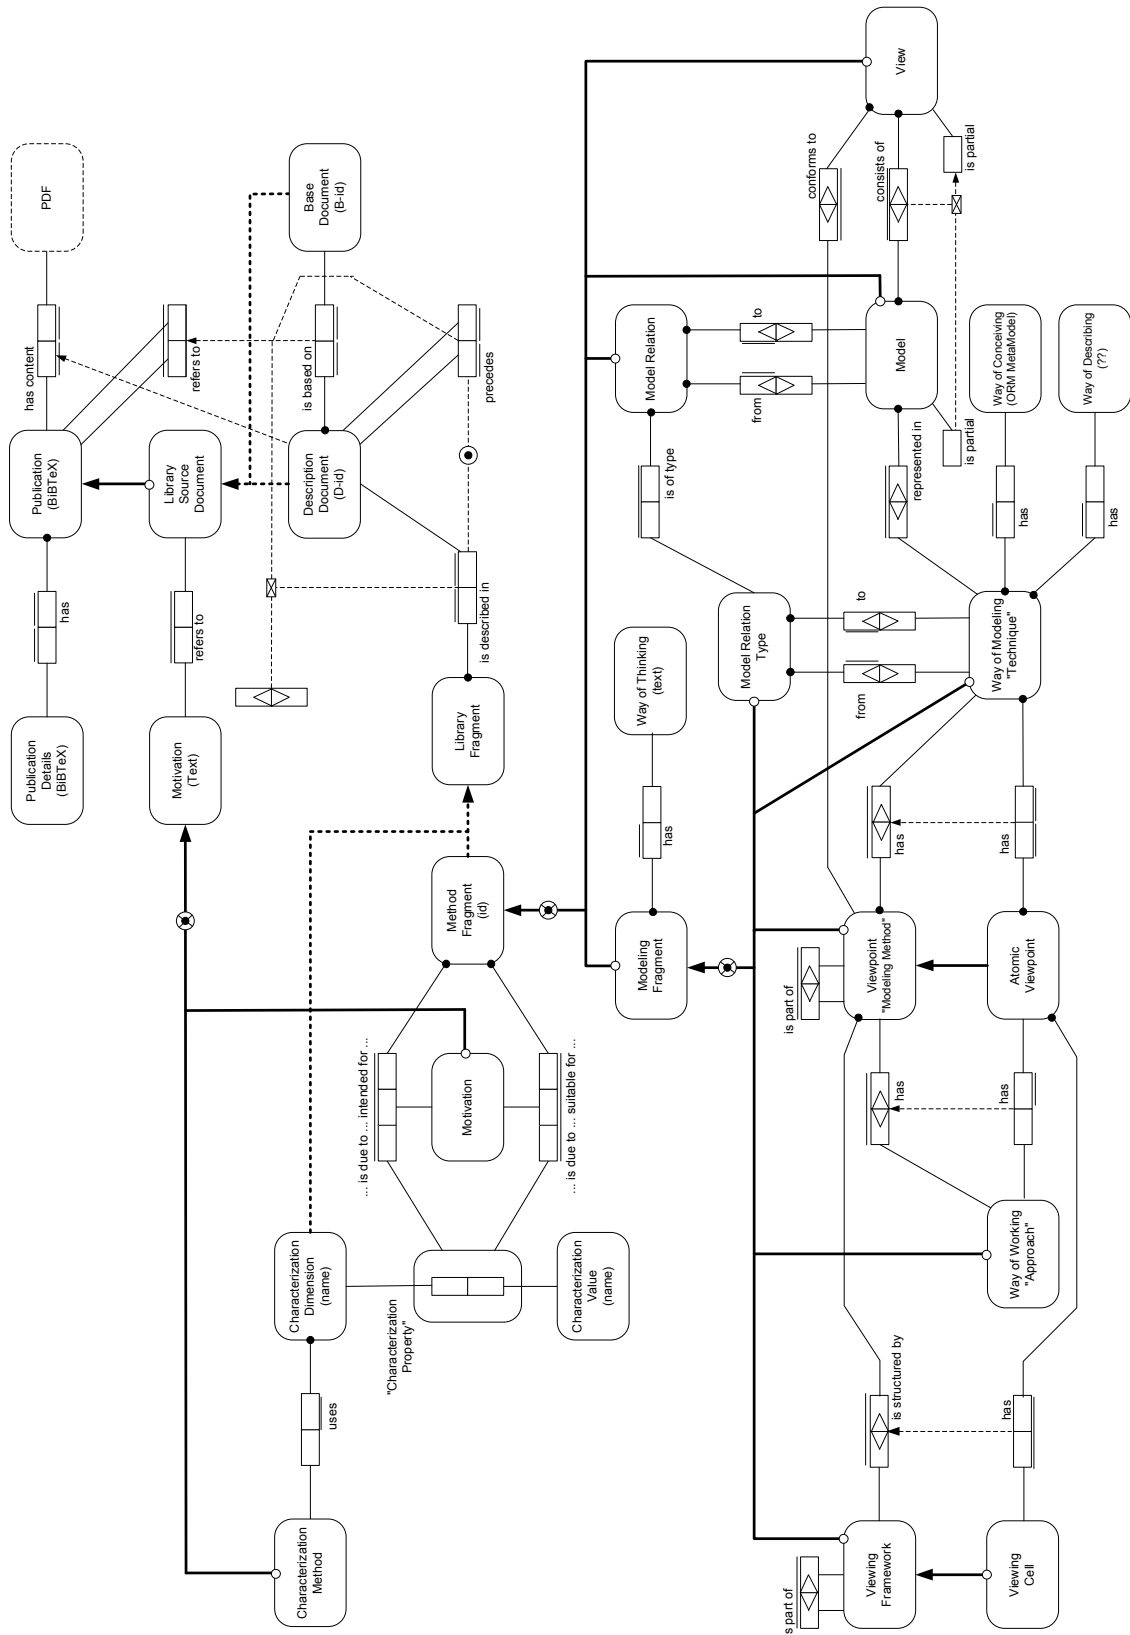 Publication
Details
(BiBTeX)
has
Publication
(BiBTeX)
has content
PDF
Motivation
(Text)
refers to
Library
Source
Document
refers to
Base
Document
(B-id)
is based on
Description
Document
(D-id)
precedes
is described in
Library
Fragment
Characterization
Method
uses
Characterization
Dimension
(name)
"Characterization
Property"
Characterization
Value
(name)
... is due to ... intended for ...
Motivation
... is due to ... suitable for ...
Method
Fragment
(id)
Modeling
Fragment
has
Way of Thinking
(text)
Model Relation
Type
is of type
Model Relation
from
to
from
to
View
conforms to
consists of
is partial
Model
is partial
represented in
Way of Conceiving
(ORM MetaModel)
has
Way of Describing
(??)
has
Way of Modeling
"Technique"
has
has
is part of
Viewpoint
"Modeling Method"
Atomic
Viewpoint
has
has
Way of Working
"Approach"
is structured by
has
s part of
Viewing
Framework
Viewing
Cell